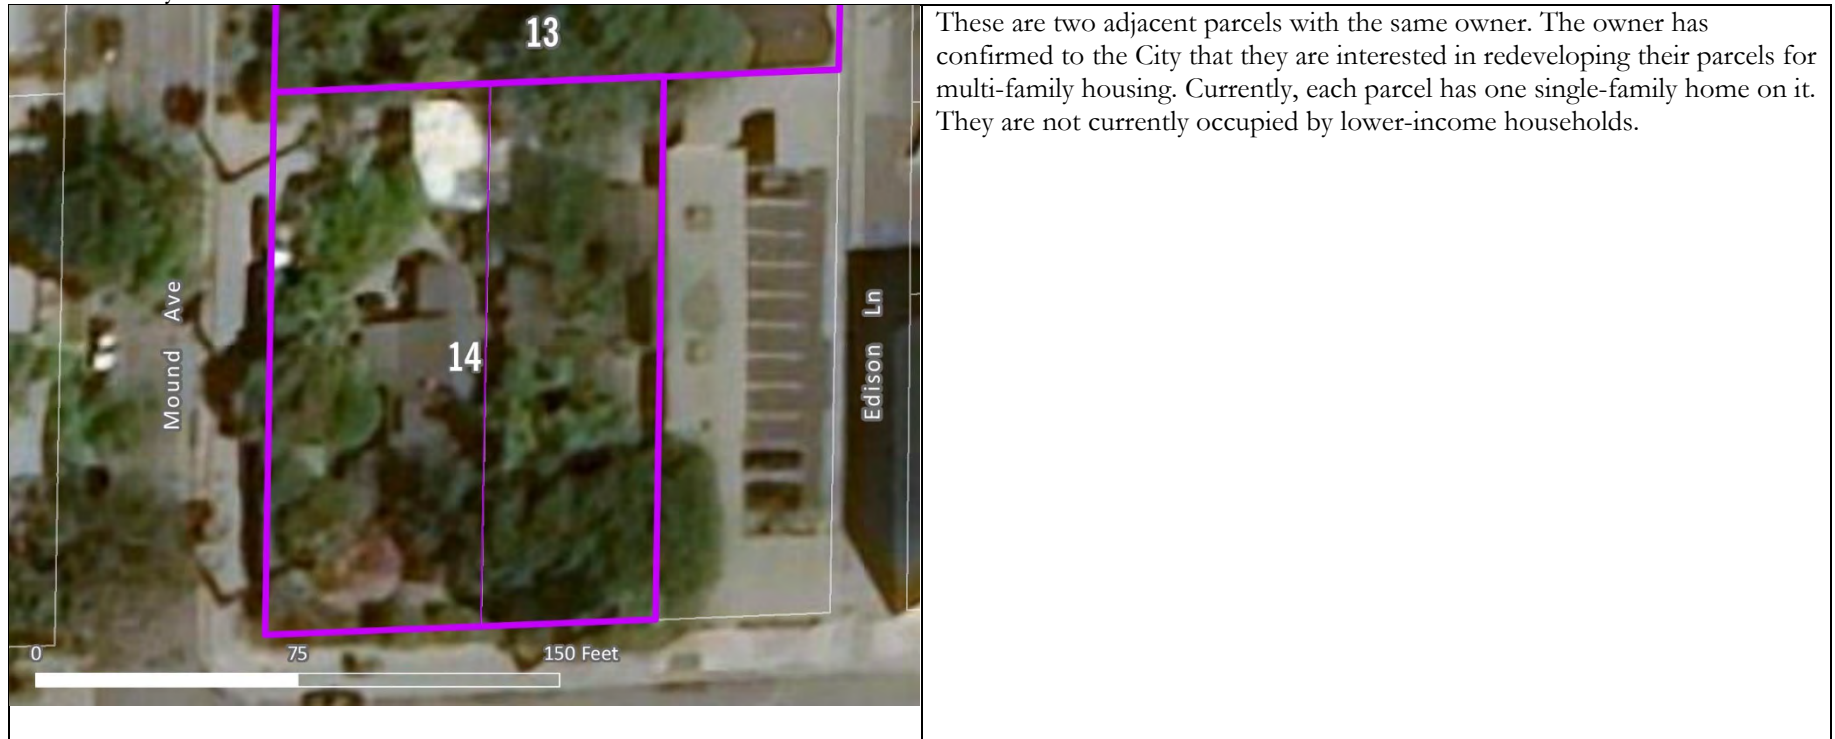 13
14
Mound Ave
Edison Ln
0 75 150 Feet
These are two adjacent parcels with the same owner. The owner has
confirmed to the City that they are interested in redeveloping their parcels for
multi-family housing. Currently, each parcel has one single-family home on it.
They are not currently occupied by lower-income households.